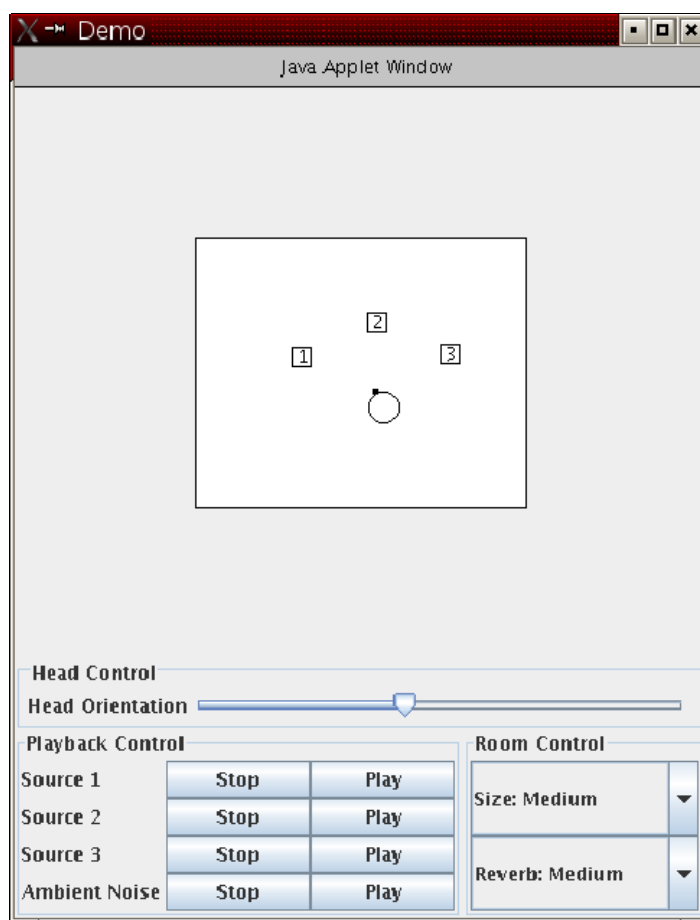 Demo
Java Applet Window
2
1
3
Head Control
Head Orientation
Playback Control
Source 1 Stop Play
Source 2 Stop Play
Source 3 Stop Play
Ambient Noise Stop Play
Room Control
Size: Medium
Reverb: Medium